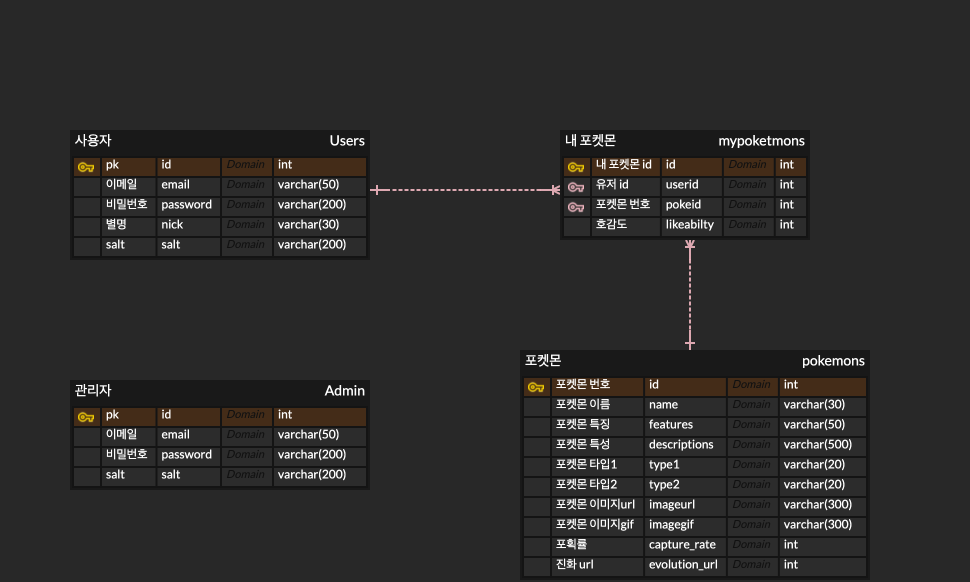 사용자 Users
pk id Domain int
이메일 email Domain varchar(50)
비밀번호 password Domain varchar(200)
별명 nick Domain varchar(30)
salt salt Domain varchar(200)
내 포켓몬 mypoketmons
내 포켓몬 id id Domain int
유저 id userid Domain int
포켓몬 번호 pokeid Domain int
호감도 likeabilty Domain int
관리자 Admin
pk id Domain int
이메일 email Domain varchar(50)
비밀번호 password Domain varchar(200)
salt salt Domain varchar(200)
포켓몬 pokemons
포켓몬 번호 id Domain int
포켓몬 이름 name Domain varchar(30)
포켓몬 특징 features Domain varchar(50)
포켓몬 특성 descriptions Domain varchar(500)
포켓몬 타입1 type1 Domain varchar(20)
포켓몬 타입2 type2 Domain varchar(20)
포켓몬 이미지url imageurl Domain varchar(300)
포켓몬 이미지gif imagegif Domain varchar(300)
포획률 capture_rate Domain int
진화 url evolution_url Domain int